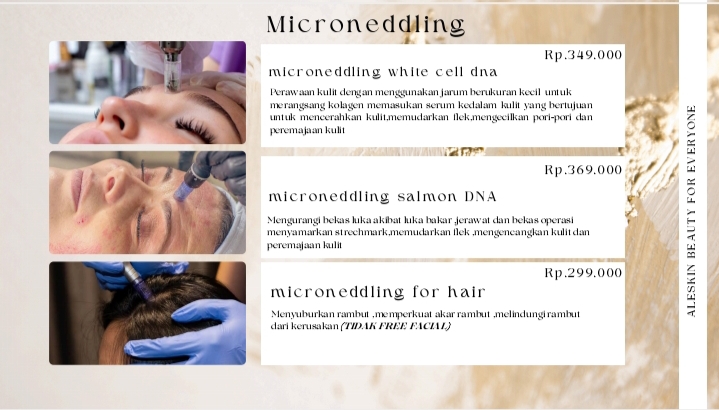 Microneddling
Rp.349.000
microneddling white cell dna
Perawaan kulit dengan menggunakan jarum berukuran kecil untuk
merangsang kolagen memasukan serum kedalam kulit yang bertujuan
untuk mencerahkan kulit,memudarkan flek,mengecilkan pori-pori dan
peremajaan kulit
Rp.369.000
microneddling salmon DNA
Mengurangi bekas luka akibat luka bakar ,jerawat dan bekas operasi
menyamarkan strechmark,memudarkan flek ,mengencangkan kulit dan
peremajaan kulit
Rp.299.000
microneddling for hair
Menyuburkan rambut ,memperkuat akar rambut ,melindungi rambut
dari kerusakan (TIDAK FREE FACIAL)
ALESKIN BEAUTY FOR EVERYONE